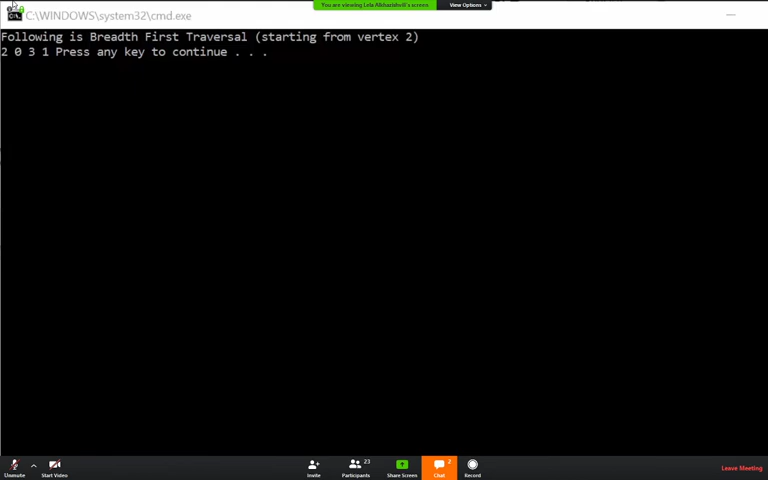 You are viewing Lela Alkhazishvili's screen
View Options
C:\WINDOWS\system32\cmd.exe
Following is Breadth First Traversal (starting from vertex 2)
2 0 3 1 Press any key to continue . . .
23
2
Unmute
Start Video
Invite
Participants
Share Screen
Chat
Record
Leave Meeting